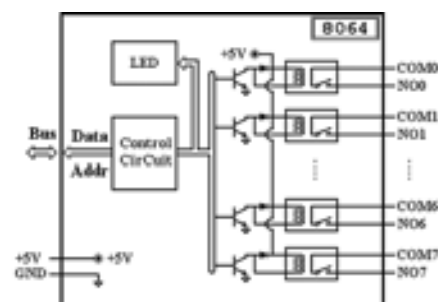 8064
+5V
LED
COM0
NO0
COM1
NO1
Bus
Data
Addr
Control
CirCuit
COM6
NO6
+5V
+5V
GND
COM7
NO7